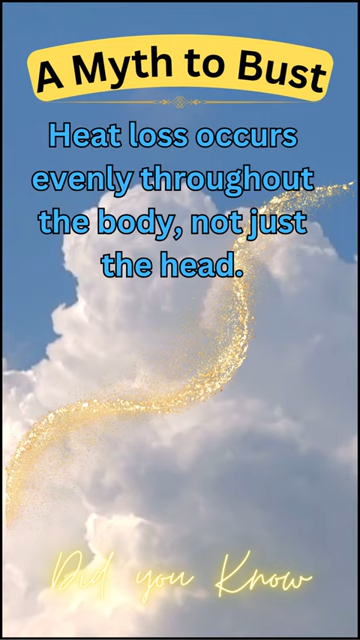 A Myth to Bust
Heat loss occurs
evenly throughout
the body, not just
the head.
Did you Know